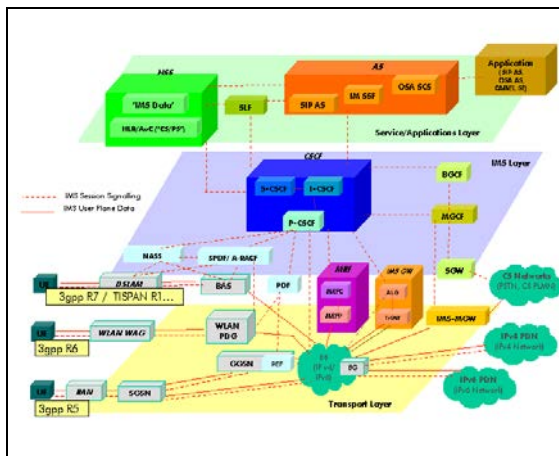 HSS
AS
Application
(SIP AS,
OSA AS,
CAMEL SE)
'IMS Data'
SLF
SIP AS
IM SSF
OSA SCS
HLR/AuC ('CS/PS')
Service/Applications Layer
CSCF
IMS Layer
S-CSCF
I-CSCF
BGCF
IMS Session Signalling
IMS User Plane Data
P-CSCF
MGCF
NASS
SPDF/ A-RACF
SGW
CS Networks
(PSTN, CS PLMN)
UE
DSLAM
BAS
PDF
MRF
MRFC
MRFP
IMS GW
ALG
3gpp R7 / TISPAN R1...
UE
WLAN WAG
WLAN
PDG
IMS-MGW
IPv4 PDN
(IPv4 Network)
3gpp R6
GGSN
PEF
(IPv4/
IPv6)
BG
IPv6 PDN
(IPv6 Network)
UE
RAN
SGSN
3gpp R5
Transport Layer